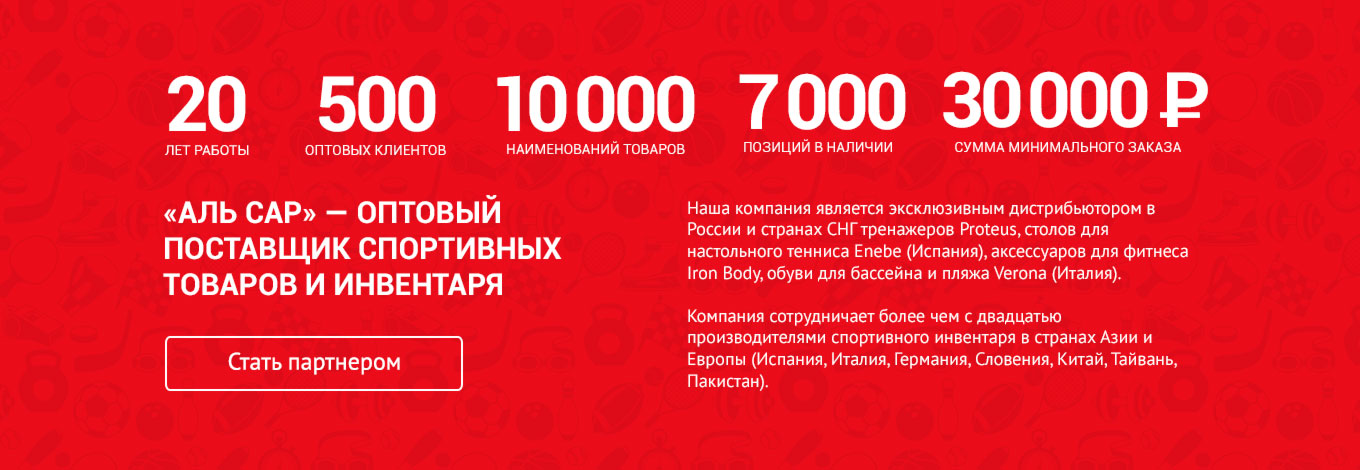 20
ЛЕТ РАБОТЫ
500
ОПТОВЫХ КЛИЕНТОВ
10 000
НАИМЕНОВАНИЙ ТОВАРОВ
7 000
ПОЗИЦИЙ В НАЛИЧИИ
30 000 ₽
СУММА МИНИМАЛЬНОГО ЗАКАЗА
«АЛЬ САР» — ОПТОВЫЙ
ПОСТАВЩИК СПОРТИВНЫХ
ТОВАРОВ И ИНВЕНТАРЯ
Стать партнером
Наша компания является эксклюзивным дистрибьютором в
России и странах СНГ тренажеров Proteus, столов для
настольного тенниса Enebe (Испания), аксессуаров для фитнеса
Iron Body, обуви для бассейна и пляжа Verona (Италия).
Компания сотрудничает более чем с двадцатью
производителями спортивного инвентаря в странах Азии и
Европы (Испания, Италия, Германия, Словения, Китай, Тайвань,
Пакистан).